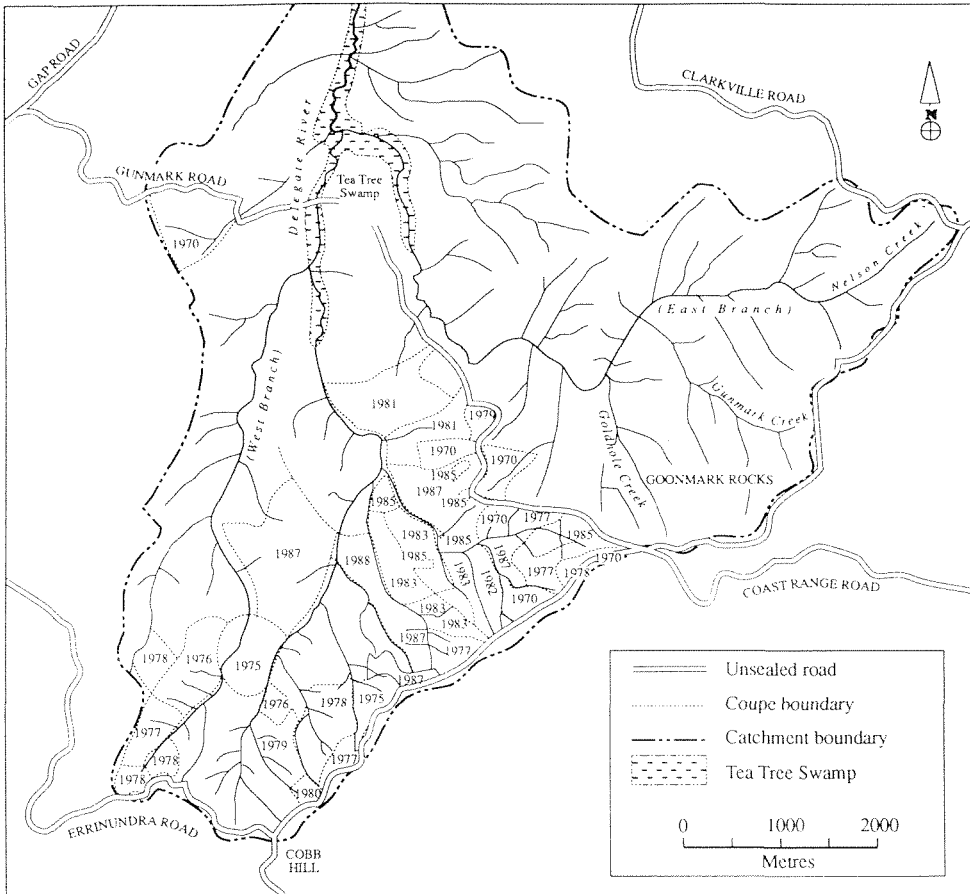 GAP ROAD
CLARKVILLE ROAD
N
Delegate River
GUNMARK ROAD
Tea Tree
Swamp
1970
Nelson Creek
(East Branch)
(West Branch)
Gunmark Creek
1981
1979
Goldhole Creek
1981
1970
1970
1985
GOONMARK ROCKS
1987
1985
1985
1970
1977
1983
1985
1985
1987
1988
1985
1987
1970
1983
1983
1982
1977
1978
1970
COAST RANGE ROAD
1983
1983
1987
1977
1978
1976
1975
1987
1976
1978
1975
1977
1979
1977
1978
1978
1980
ERRINUNDRA ROAD
COBB
HILL
Unsealed road
Coupe boundary
Catchment boundary
Tea Tree Swamp
0 1000 2000
Metres